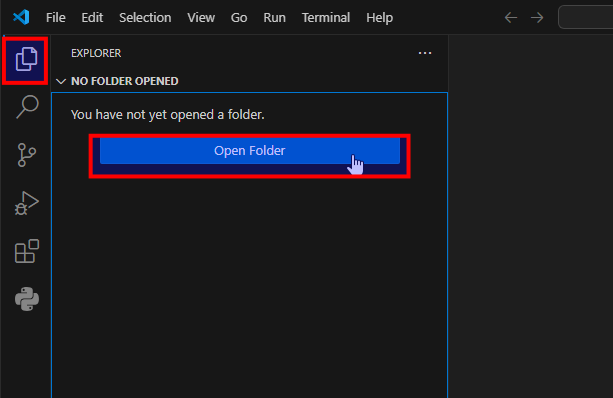 File Edit Selection View Go Run Terminal Help
EXPLORER
NO FOLDER OPENED
You have not yet opened a folder.
Open Folder